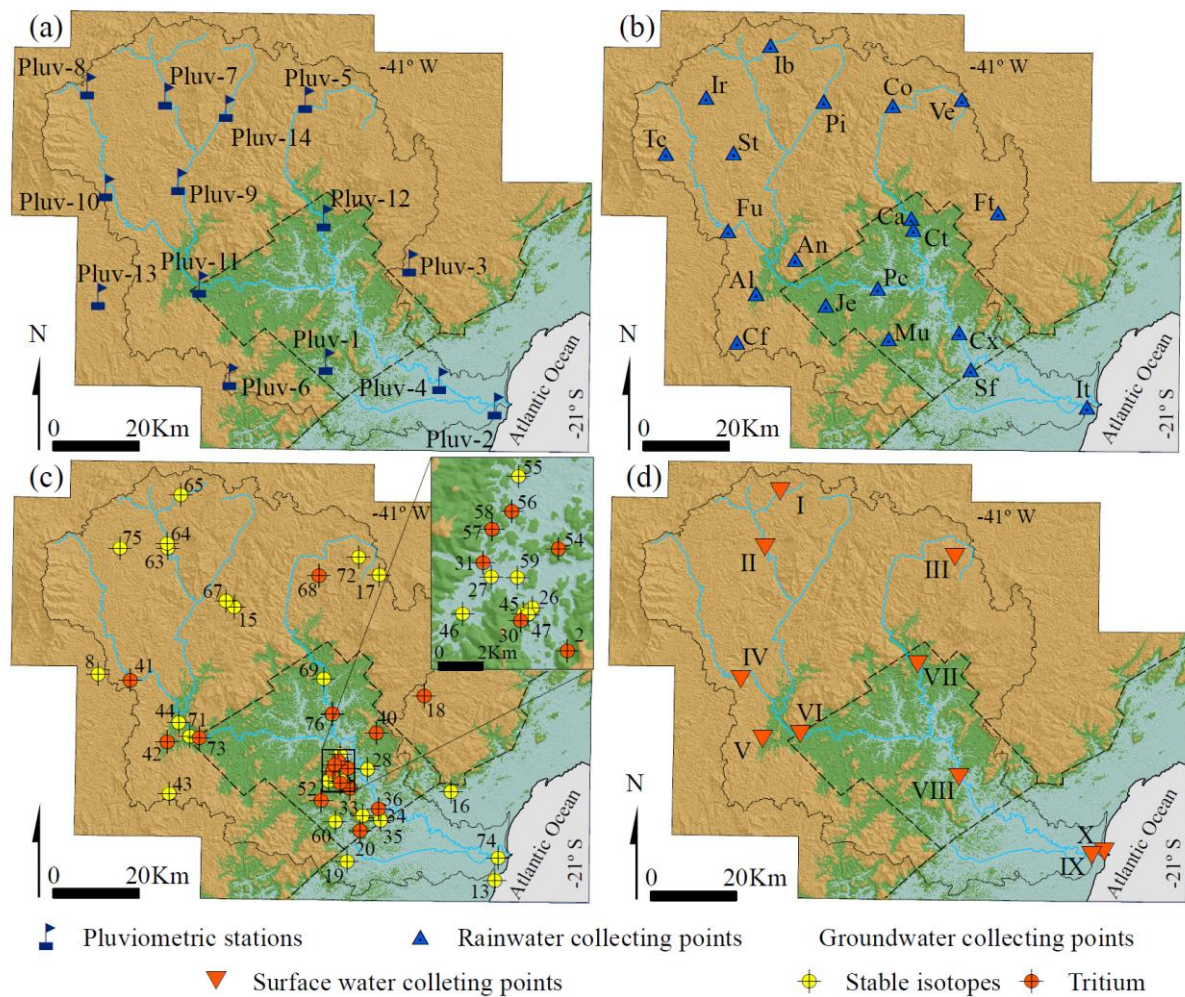 (a)
Pluv-8
Pluv-7
Pluv-5
-41° W
Pluv-14
Pluv-10
Pluv-9
Pluv-12
Pluv-13
Pluv-11
Pluv-3
Pluv-1
Pluv-6
Pluv-4
Pluv-2
N
0 20Km
Atlantic Ocean
-21° S
(b)
Ib
-41° W
Ir
Pi
Co
Ve
Tc
St
Fu
Ca
Ft
Ct
An
Al
Pc
Je
Cf
Mu
Cx
Sf
It
N
0 20Km
Atlantic Ocean
-21° S
(c)
65
-41° W
75
64
63
72
17
68
67
15
8
41
69
18
76
40
44
71
42
73
28
43
52
33
36
34
16
60
35
20
74
19
13
55
56
58
57
54
31
59
27
45
26
46
30
47
2
0 2Km
N
0 20Km
Atlantic Ocean
-21° S
(d)
I
-41° W
II
III
IV
VII
VI
V
VIII
X
IX
N
0 20Km
Atlantic Ocean
-21° S
Pluviometric stations
Rainwater collecting points
Groundwater collecting points
Surface water colleting points
Stable isotopes
Tritium